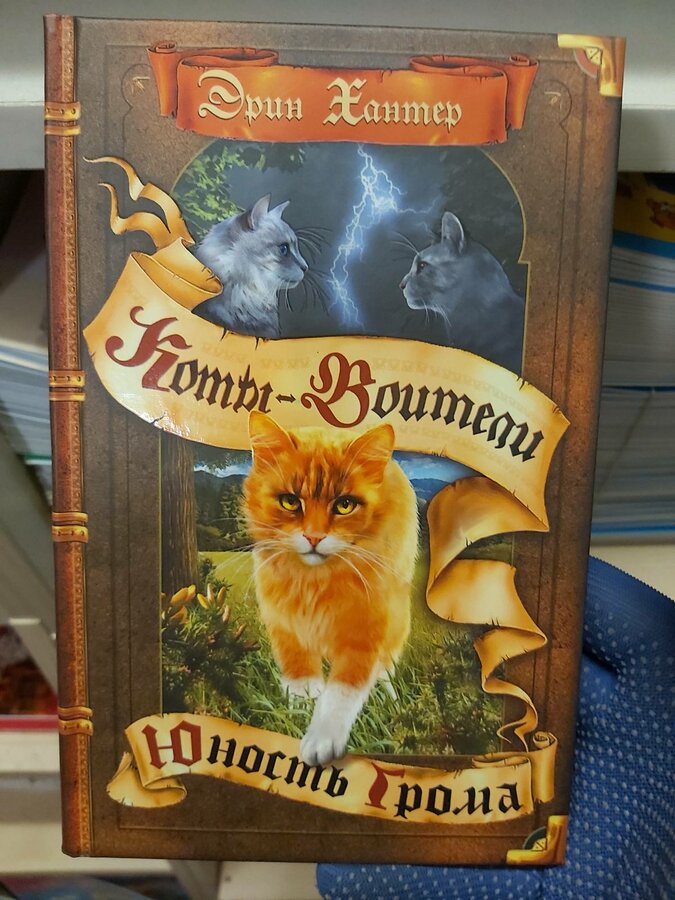 Эрин Хантер
Коты-Воители
Юность Грома